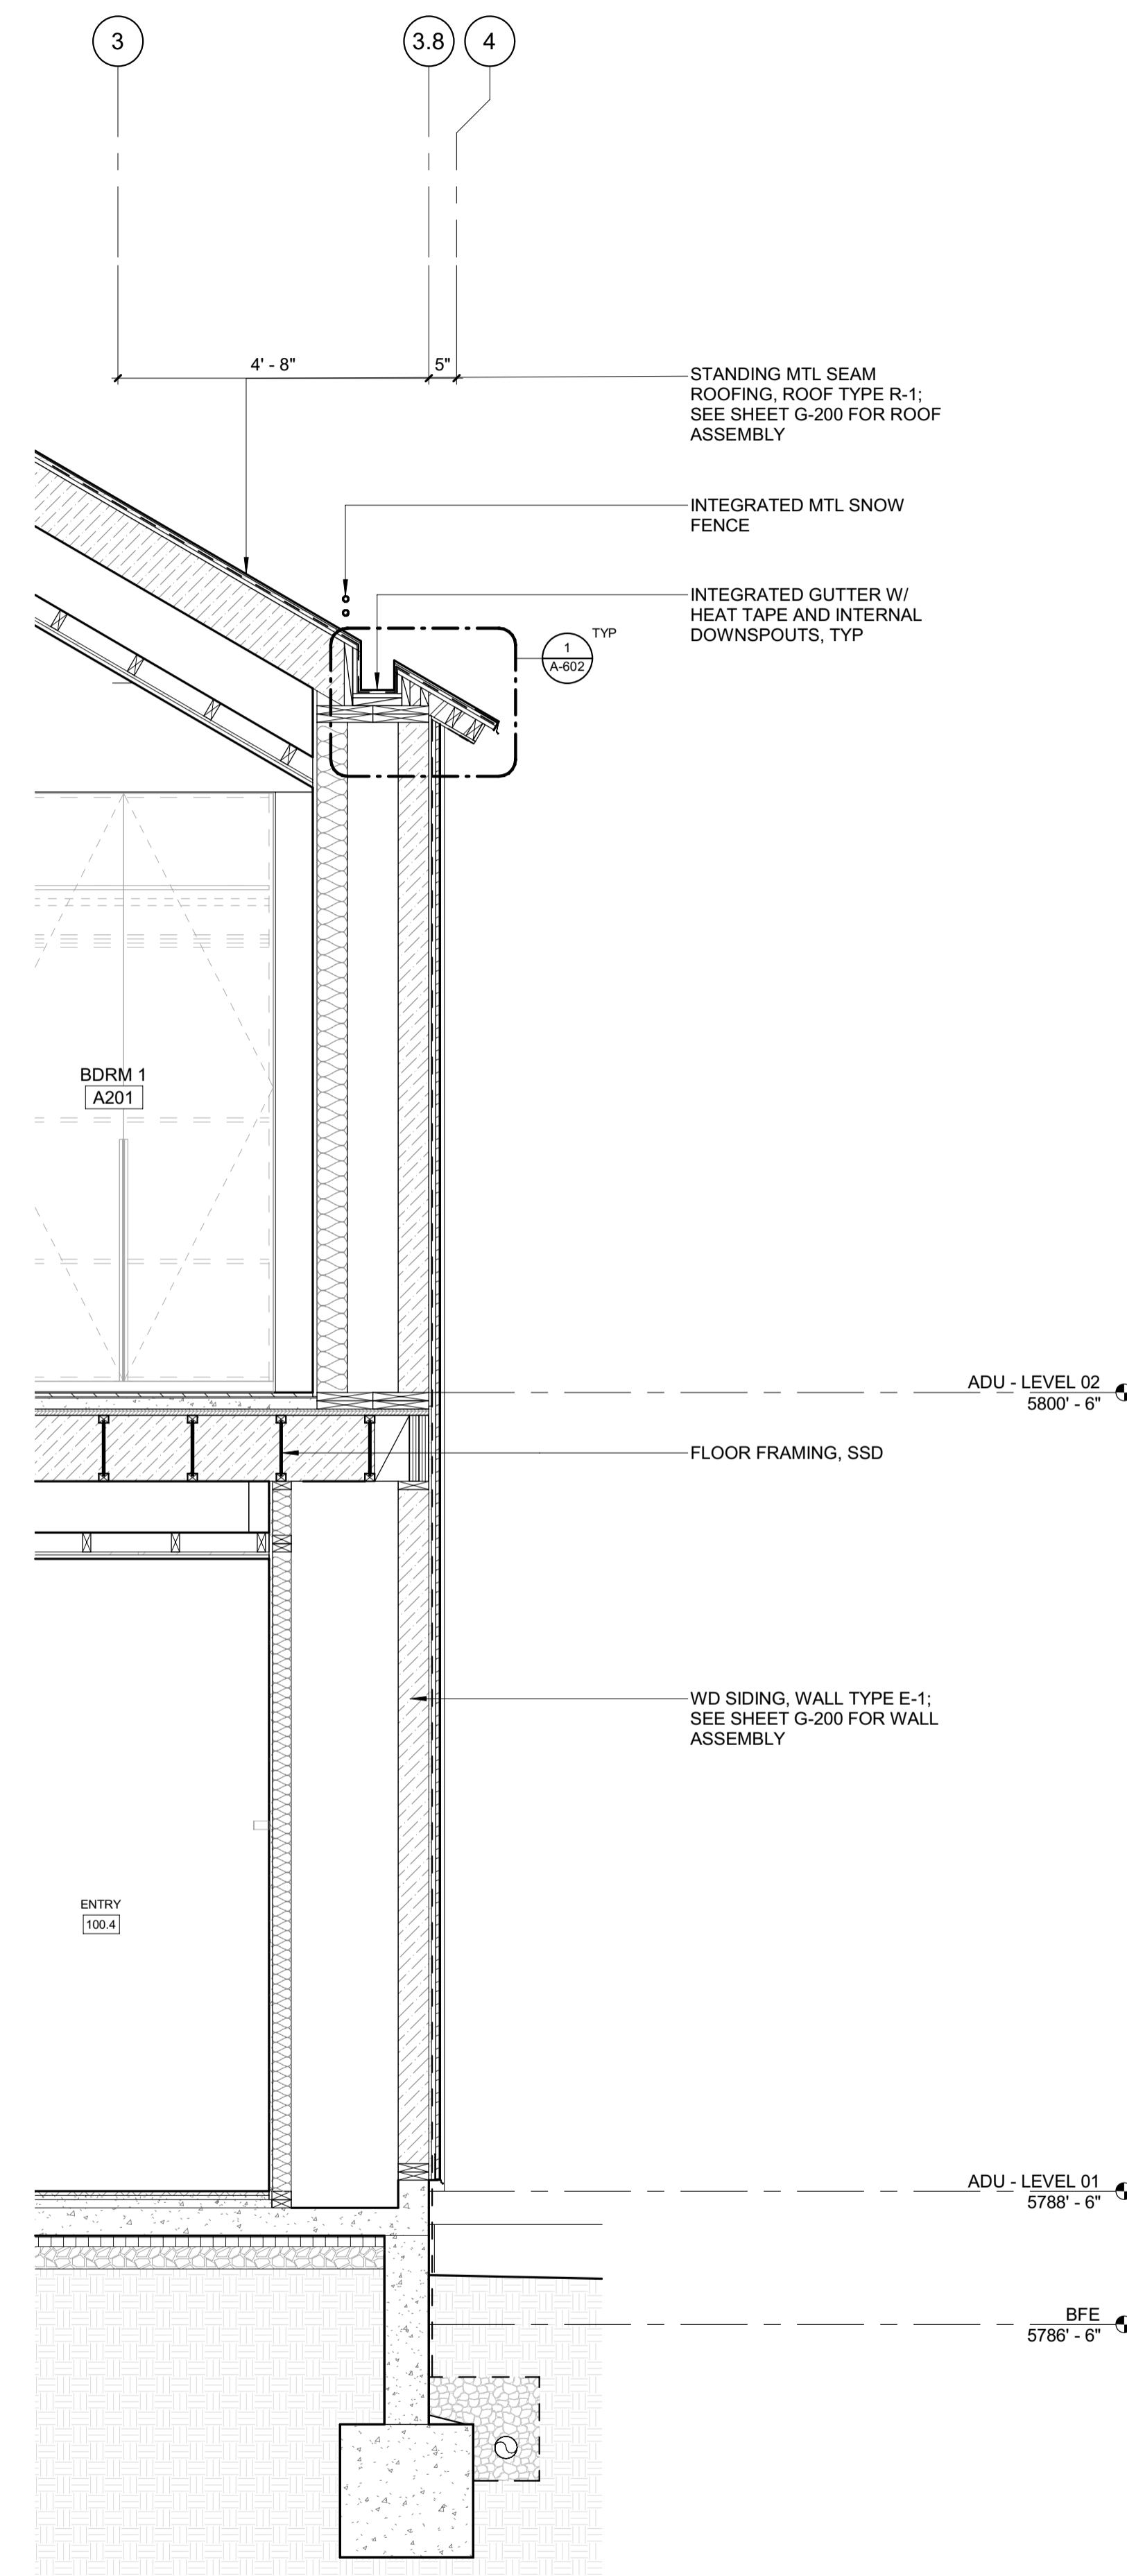 3
3.8
4
4' - 8"
5"
STANDING MTL SEAM
ROOFING, ROOF TYPE R-1;
SEE SHEET G-200 FOR ROOF
ASSEMBLY
INTEGRATED MTL SNOW
FENCE
INTEGRATED GUTTER W/
HEAT TAPE AND INTERNAL
DOWNSPOUTS, TYP
TYP
1
A-602
BDRM 1
A201
ADU - LEVEL 02
5800' - 6"
FLOOR FRAMING, SSD
WD SIDING, WALL TYPE E-1;
SEE SHEET G-200 FOR WALL
ASSEMBLY
ENTRY
100.4
ADU - LEVEL 01
5788' - 6"
BFE
5786' - 6"